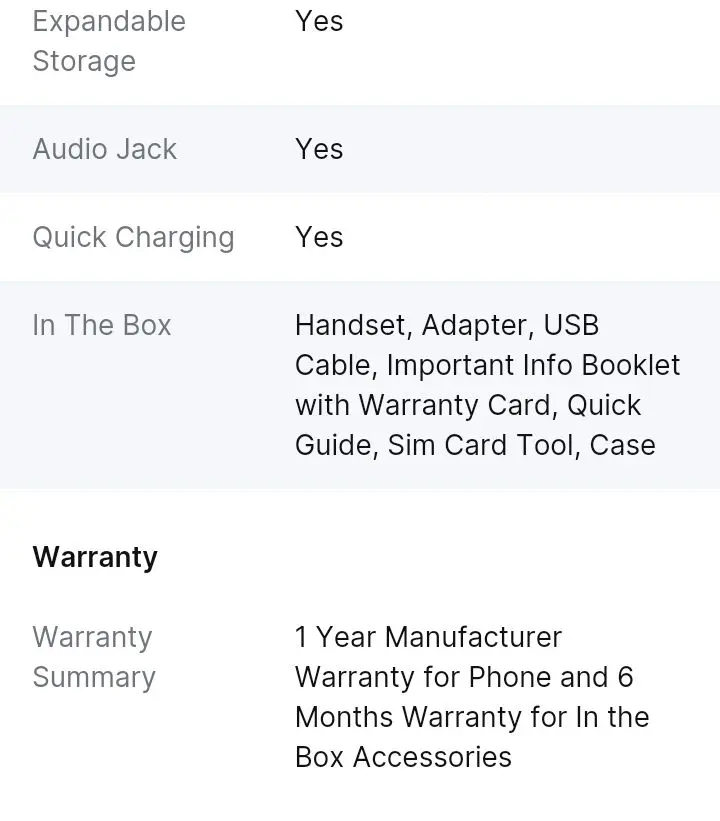 Expandable Yes
Storage
Audio Jack Yes
Quick Charging Yes
In The Box Handset, Adapter, USB
Cable, Important Info Booklet
with Warranty Card, Quick
Guide, Sim Card Tool, Case
Warranty
Warranty 1 Year Manufacturer
Summary Warranty for Phone and 6
Months Warranty for In the
Box Accessories